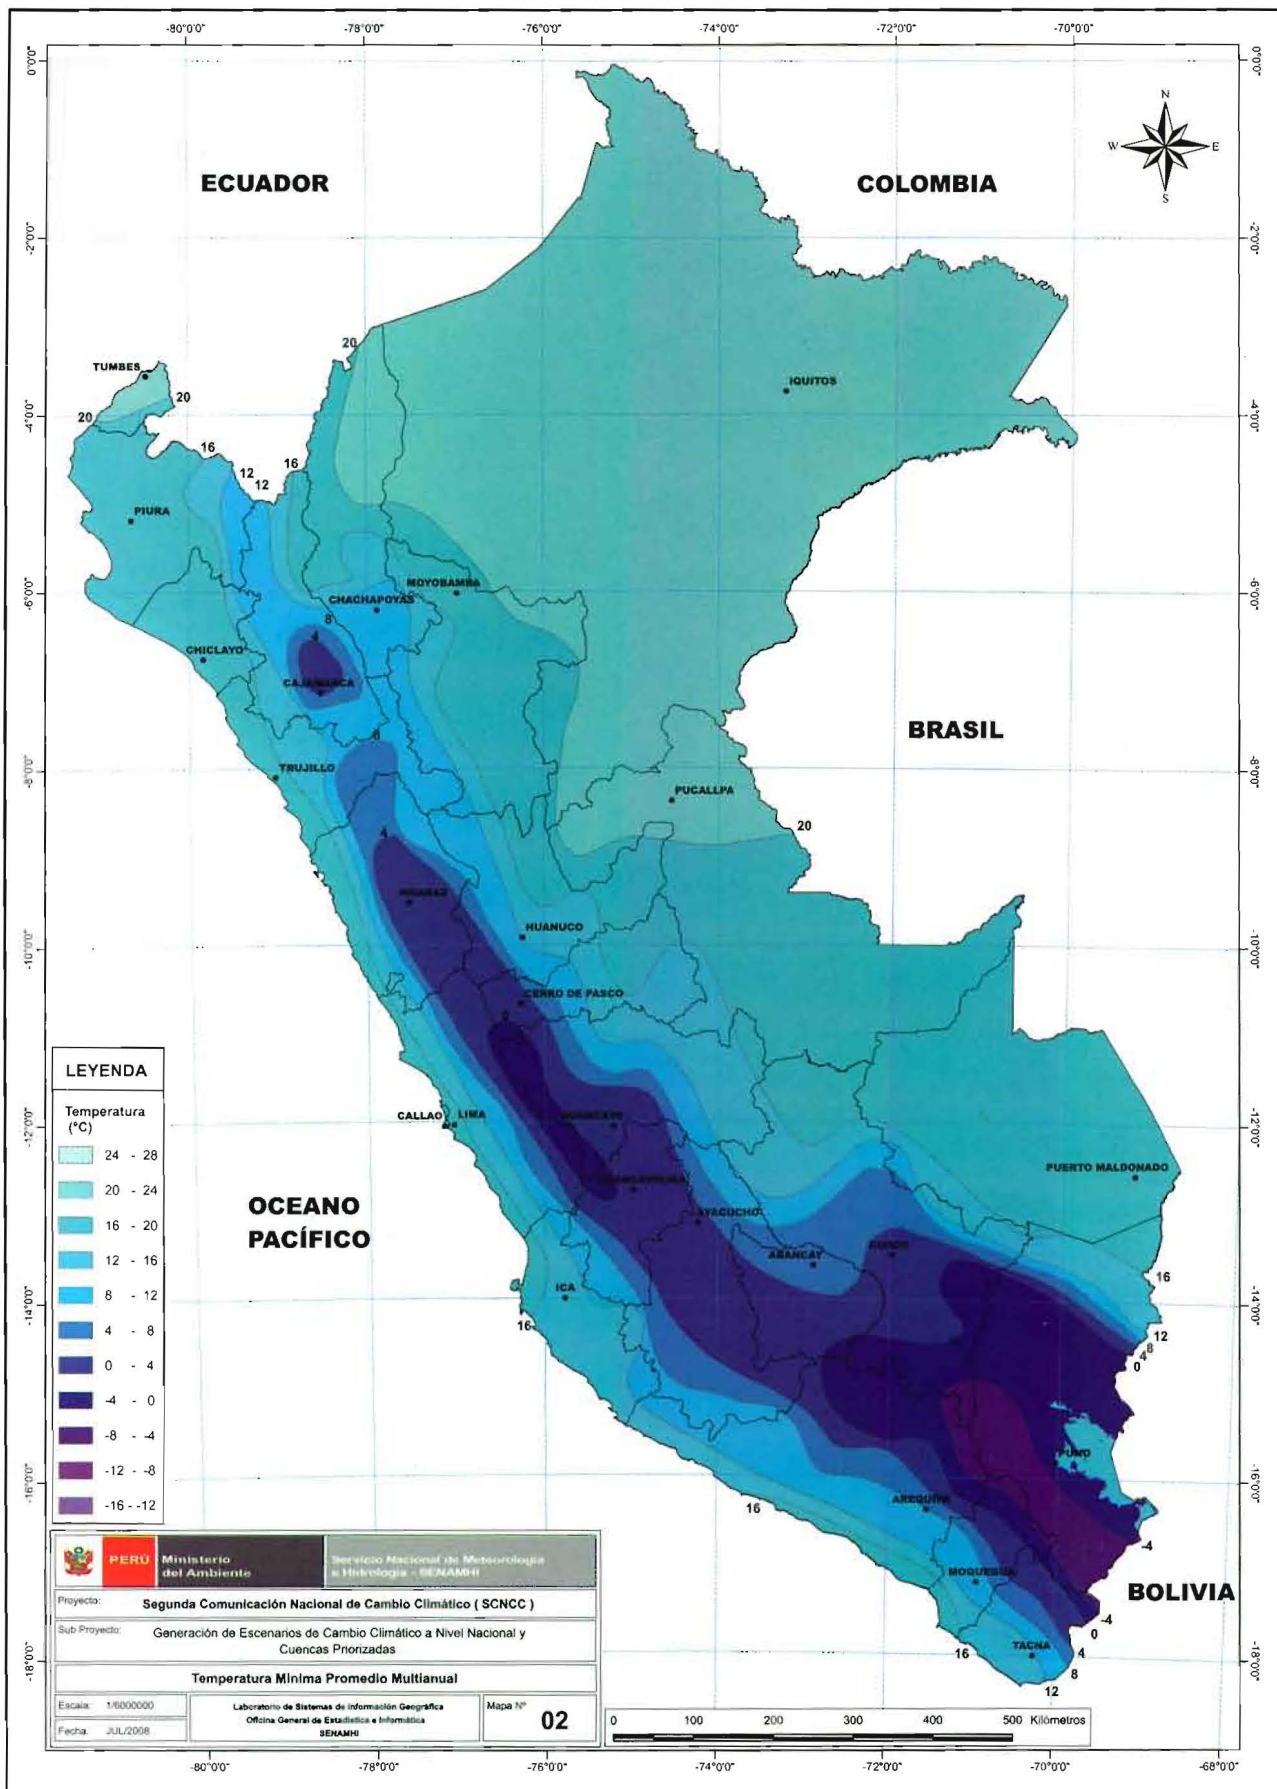 -80°0'0" -78°0'0" -76°0'0" -74°0'0" -72°0'0" -70°0'0"
0°0'0"
0°0'0"
N
W E
S
ECUADOR
COLOMBIA
-2°0'0"
-2°0'0"
20
TUMBES
IQUITOS
20
20
-4°0'0"
-4°0'0"
16
12
12
16
PIURA
MOYOBAMBA
-6°0'0"
-6°0'0"
CHACHAPOYAS
8
4
CHICLAYO
CAJAMARCA
BRASIL
8
TRUJILLO
-8°0'0"
-8°0'0"
PUCALLPA
20
4
HUARAZ
HUANUCO
-10°0'0"
-10°0'0"
CERRO DE PASCO
0
LEYENDA
Temperatura
(°C)
24 - 28
20 - 24
16 - 20
12 - 16
8 - 12
4 - 8
0 - 4
-4 - 0
-8 - -4
-12 - -8
-16 - -12
CALLAO LIMA
HUANCAYO
-12°0'0"
-12°0'0"
PUERTO MALDONADO
HUANCAVELICA
OCEANO
PACÍFICO
AYACUCHO
ABANCAY
CUSCO
ICA
16
16
-14°0'0"
-14°0'0"
12
8
4
0
PUNO
-16°0'0"
-16°0'0"
AREQUIPA
16
-4
MOQUEGUA
BOLIVIA
-4
0
TACNA
16
4
8
12
-18°0'0"
-18°0'0"
PERÚ
Ministerio
del Ambiente
Servicio Nacional de Meteorología
e Hidrología - SENAMHI
Proyecto: Segunda Comunicación Nacional de Cambio Climático ( SCNCC )
Sub Proyecto: Generación de Escenarios de Cambio Climático a Nivel Nacional y
Cuencas Priorizadas
Temperatura Mínima Promedio Multianual
Escala: 1/6000000
Fecha. JUL/2008
Laboratorio de Sistemas de Información Geográfica
Oficina General de Estadística e Informática
SENAMHI
Mapa N°
02
0 100 200 300 400 500 Kilómetros
-80°0'0" -78°0'0" -76°0'0" -74°0'0" -72°0'0" -70°0'0" -68°0'0"